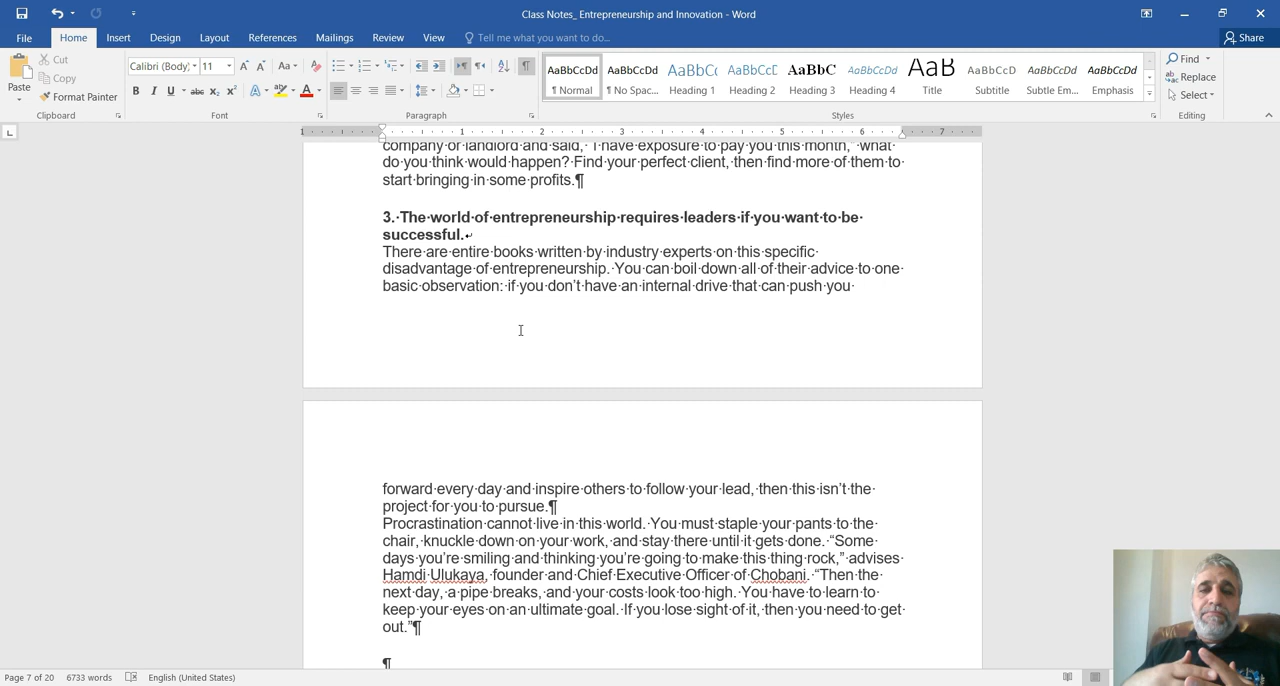 Class Notes_ Entrepreneurship and Innovation - Word
File Home Insert Design Layout References Mailings Review View Tell me what you want to do... Share
Paste Cut Copy Format Painter Clipboard
Calibri (Body) 11 Aa Font
Paragraph
AaBbCcDd ¶ Normal
AaBbCcDd ¶ No Spac...
AaBbCc Heading 1
AaBbCcD Heading 2
AaBbC Heading 3
AaBbCcDd Heading 4
AaB Title
AaBbCcD Subtitle
AaBbCcDd Subtle Em...
AaBbCcDd Emphasis
Styles
Find
Replace
Select
Editing
1 1 2 3 4 5 6 7
company·or·landlord·and·said,·“I·have·exposure·to·pay·you·this·month,”·what·
do·you·think·would·happen?·Find·your·perfect·client,·then·find·more·of·them·to·
start·bringing·in·some·profits.¶
3.·The·world·of·entrepreneurship·requires·leaders·if·you·want·to·be·
successful.↵
There·are·entire·books·written·by·industry·experts·on·this·specific·
disadvantage·of·entrepreneurship.·You·can·boil·down·all·of·their·advice·to·one·
basic·observation:·if·you·don’t·have·an·internal·drive·that·can·push·you·
forward·every·day·and·inspire·others·to·follow·your·lead,·then·this·isn’t·the·
project·for·you·to·pursue.¶
Procrastination·cannot·live·in·this·world.·You·must·staple·your·pants·to·the·
chair,·knuckle·down·on·your·work,·and·stay·there·until·it·gets·done.·“Some·
days·you’re·smiling·and·thinking·you’re·going·to·make·this·thing·rock,”·advises·
Hamdi·Ulukaya,·founder·and·Chief·Executive·Officer·of·Chobani.·“Then·the·
next·day,·a·pipe·breaks,·and·your·costs·look·too·high.·You·have·to·learn·to·
keep·your·eyes·on·an·ultimate·goal.·If·you·lose·sight·of·it,·then·you·need·to·get·
out.”¶
¶
Page 7 of 20 6733 words English (United States)